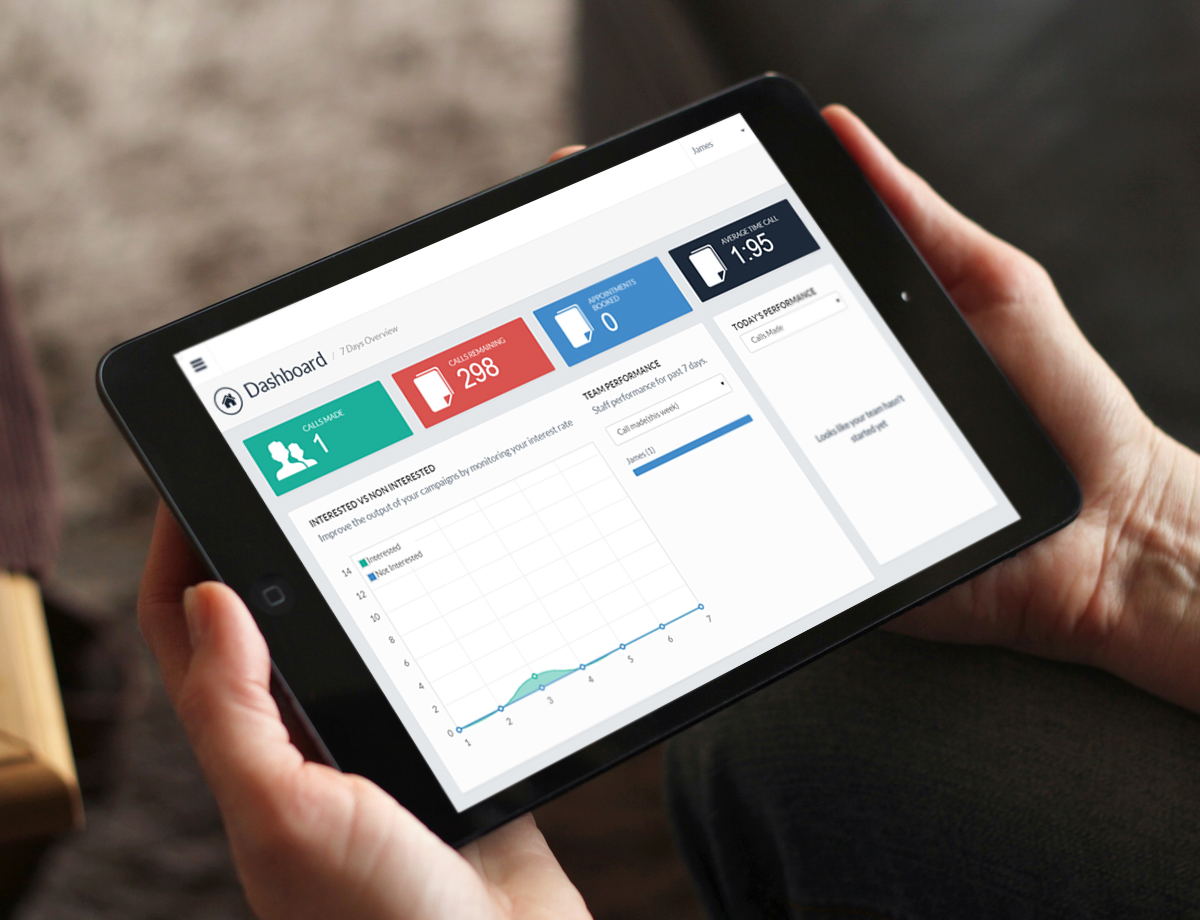 James
Dashboard / 7 Days Overview
CALLS MADE
1
CALLS REMAINING
298
APPOINTMENTS
BOOKED
0
AVERAGE TIME CALL
1:95
INTERESTED VS NON INTERESTED
Improve the output of your campaigns by monitoring your interest rate
Interested
Not Interested
14
12
10
8
6
4
2
0
1
2
3
4
5
6
7
TEAM PERFORMANCE
Staff performance for past 7 days.
Call made(this week)
James (1)
TODAY'S PERFORMANCE
Calls Made
Looks like your team hasn't
started yet